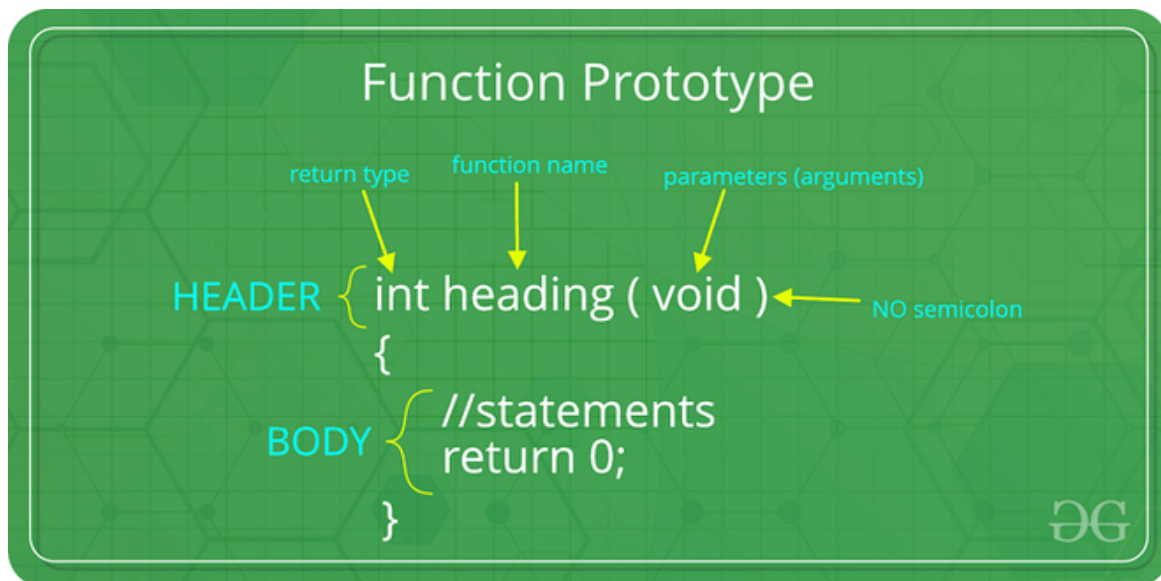 Function Prototype
return type
function name
parameters (arguments)
HEADER
int heading ( void )
NO semicolon
{
BODY
//statements
return 0;
}
GG